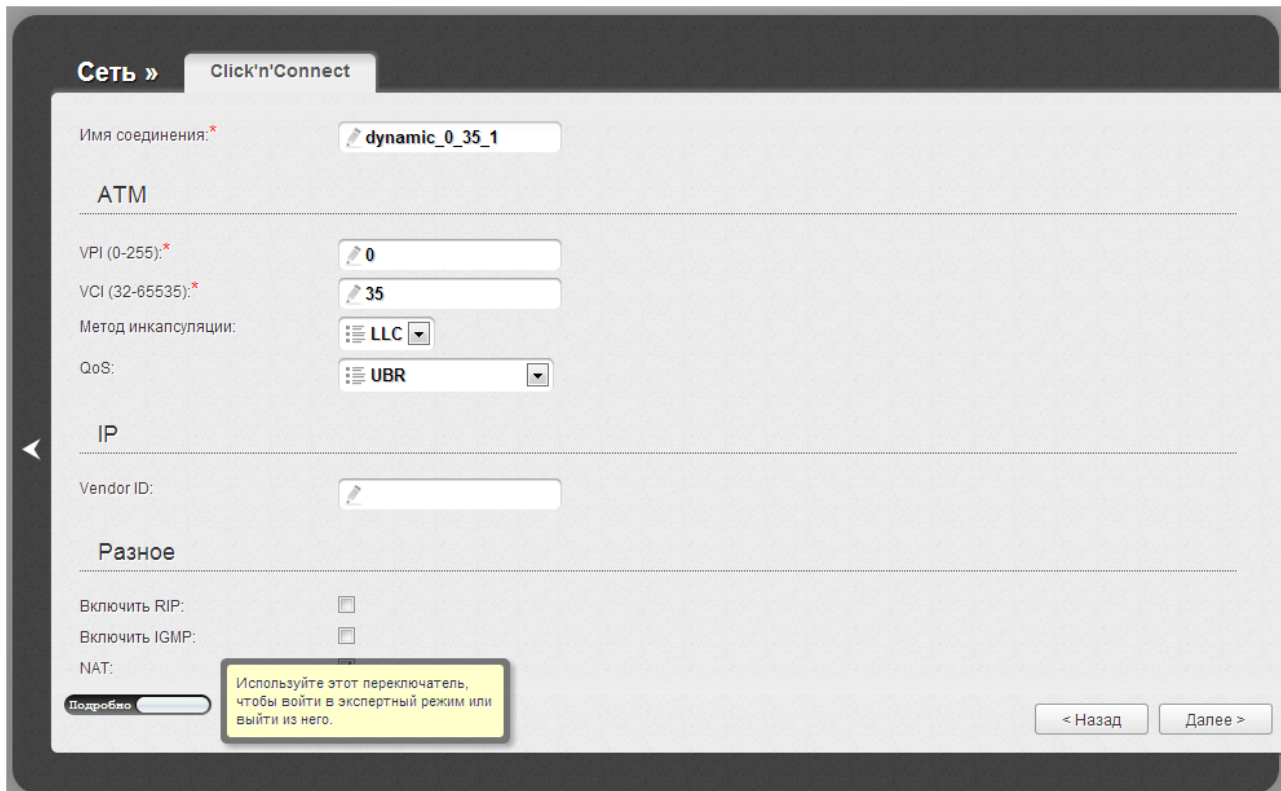 Сеть »
Click'n'Connect
Имя соединения:*
dynamic_0_35_1
ATM
VPI (0-255):*
0
VCI (32-65535):*
35
Метод инкапсуляции:
LLC
QoS:
UBR
IP
Vendor ID:
Разное
Включить RIP:
Включить IGMP:
NAT:
Используйте этот переключатель,
чтобы войти в экспертный режим или
выйти из него.
Подробно
< Назад
Далее >